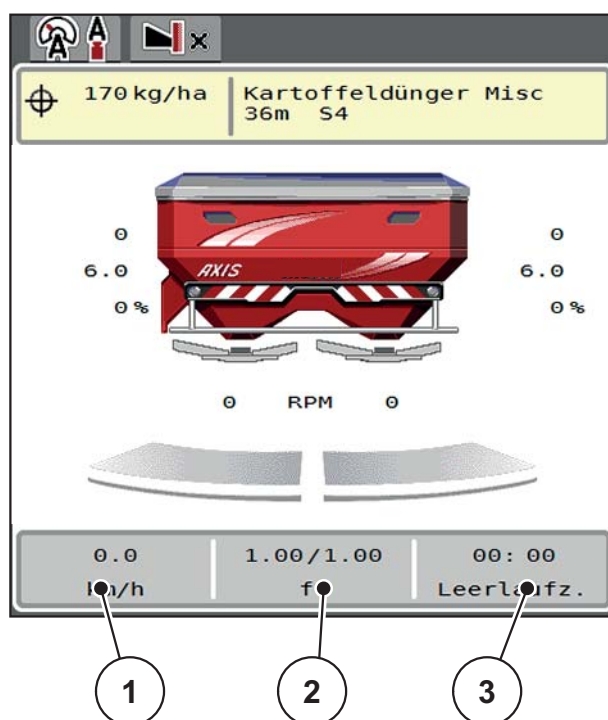 A A x
170 kg/ha Kartoffeldünger Misc
36m S4
0 0
6.0 6.0
AXIS
0% 0%
0 RPM 0
0.0 1.00/1.00 00:00
km/h f Leerlaufz.
1 2 3